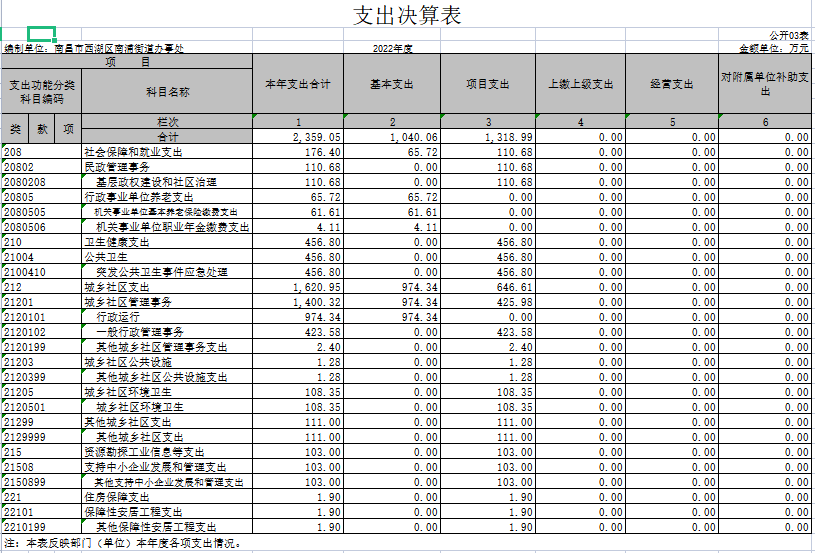 支出决算表
公开03表
编制单位：南昌市西湖区南浦街道办事处 2022年度 金额单位：万元
项 目 本年支出合计 基本支出 项目支出 上缴上级支出 经营支出 对附属单位补助支出
支出功能分类科目编码 科目名称
类 款 项 栏次 1 2 3 4 5 6
合计 2,359.05 1,040.06 1,318.99 0.00 0.00 0.00
208 社会保障和就业支出 176.40 65.72 110.68 0.00 0.00 0.00
20802 民政管理事务 110.68 0.00 110.68 0.00 0.00 0.00
2080208 基层政权建设和社区治理 110.68 0.00 110.68 0.00 0.00 0.00
20805 行政事业单位养老支出 65.72 65.72 0.00 0.00 0.00 0.00
2080505 机关事业单位基本养老保险缴费支出 61.61 61.61 0.00 0.00 0.00 0.00
2080506 机关事业单位职业年金缴费支出 4.11 4.11 0.00 0.00 0.00 0.00
210 卫生健康支出 456.80 0.00 456.80 0.00 0.00 0.00
21004 公共卫生 456.80 0.00 456.80 0.00 0.00 0.00
2100410 突发公共卫生事件应急处理 456.80 0.00 456.80 0.00 0.00 0.00
212 城乡社区支出 1,620.95 974.34 646.61 0.00 0.00 0.00
21201 城乡社区管理事务 1,400.32 974.34 425.98 0.00 0.00 0.00
2120101 行政运行 974.34 974.34 0.00 0.00 0.00 0.00
2120102 一般行政管理事务 423.58 0.00 423.58 0.00 0.00 0.00
2120199 其他城乡社区管理事务支出 2.40 0.00 2.40 0.00 0.00 0.00
21203 城乡社区公共设施 1.28 0.00 1.28 0.00 0.00 0.00
2120399 其他城乡社区公共设施支出 1.28 0.00 1.28 0.00 0.00 0.00
21205 城乡社区环境卫生 108.35 0.00 108.35 0.00 0.00 0.00
2120501 城乡社区环境卫生 108.35 0.00 108.35 0.00 0.00 0.00
21299 其他城乡社区支出 111.00 0.00 111.00 0.00 0.00 0.00
2129999 其他城乡社区支出 111.00 0.00 111.00 0.00 0.00 0.00
215 资源勘探工业信息等支出 103.00 0.00 103.00 0.00 0.00 0.00
21508 支持中小企业发展和管理支出 103.00 0.00 103.00 0.00 0.00 0.00
2150899 其他支持中小企业发展和管理支出 103.00 0.00 103.00 0.00 0.00 0.00
221 住房保障支出 1.90 0.00 1.90 0.00 0.00 0.00
22101 保障性安居工程支出 1.90 0.00 1.90 0.00 0.00 0.00
2210199 其他保障性安居工程支出 1.90 0.00 1.90 0.00 0.00 0.00
注：本表反映部门（单位）本年度各项支出情况。